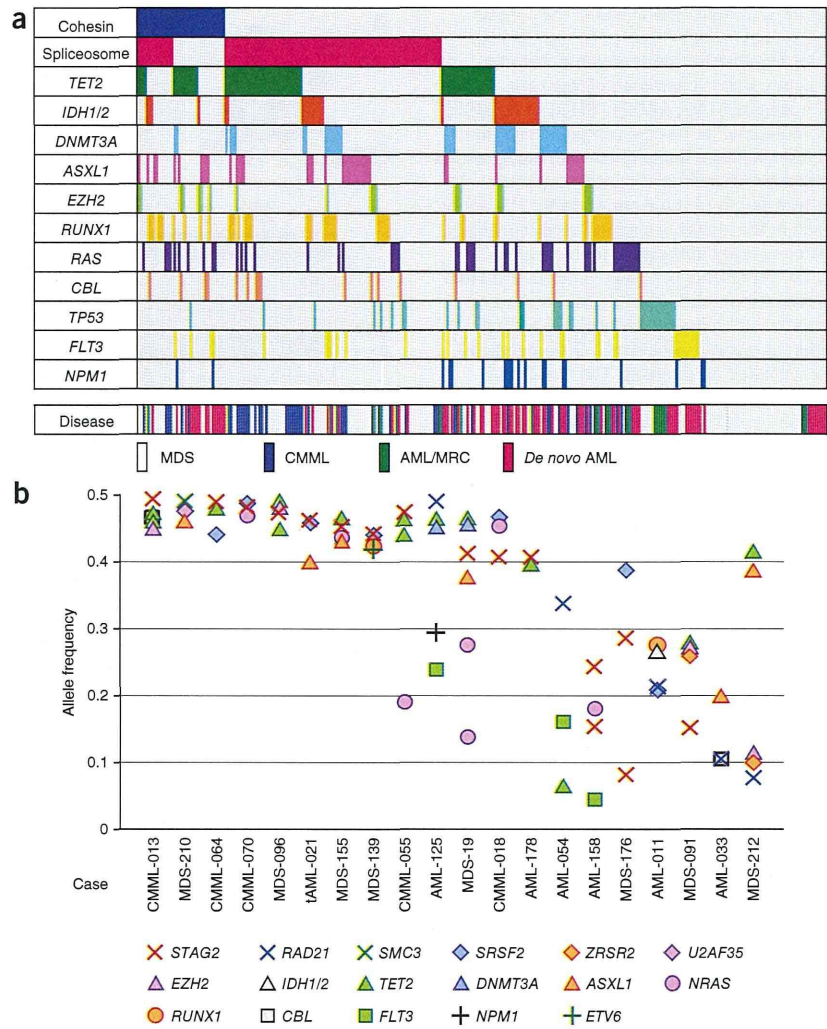 a
Cohesin
Spliceosome
TET2
IDH1/2
DNMT3A
ASXL1
EZH2
RUNX1
RAS
CBL
TP53
FLT3
NPM1
Disease
MDS CMML AML/MRC De novo AML
b
0.5
0.4
0.3
0.2
0.1
0
Allele frequency
Case
CMML-013
MDS-210
CMML-064
CMML-070
MDS-096
tAML-021
MDS-155
MDS-139
CMML-055
AML-125
MDS-19
CMML-018
AML-178
AML-054
AML-158
MDS-176
AML-011
MDS-091
AML-033
MDS-212
STAG2 RAD21 SMC3 SRSF2 ZRSR2 U2AF35
EZH2 IDH1/2 TET2 DNMT3A ASXL1 NRAS
RUNX1 CBL FLT3 NPM1 ETV6